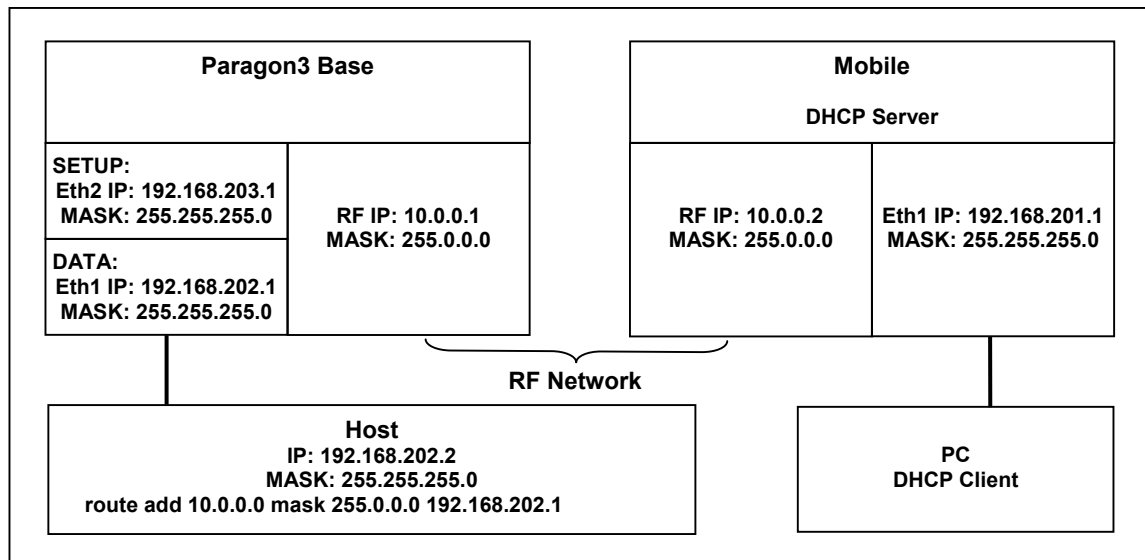 Paragon3 Base
SETUP:
Eth2 IP: 192.168.203.1
MASK: 255.255.255.0
DATA:
Eth1 IP: 192.168.202.1
MASK: 255.255.255.0
RF IP: 10.0.0.1
MASK: 255.0.0.0
Mobile
DHCP Server
RF IP: 10.0.0.2
MASK: 255.0.0.0
Eth1 IP: 192.168.201.1
MASK: 255.255.255.0
RF Network
Host
IP: 192.168.202.2
MASK: 255.255.255.0
route add 10.0.0.0 mask 255.0.0.0 192.168.202.1
PC
DHCP Client